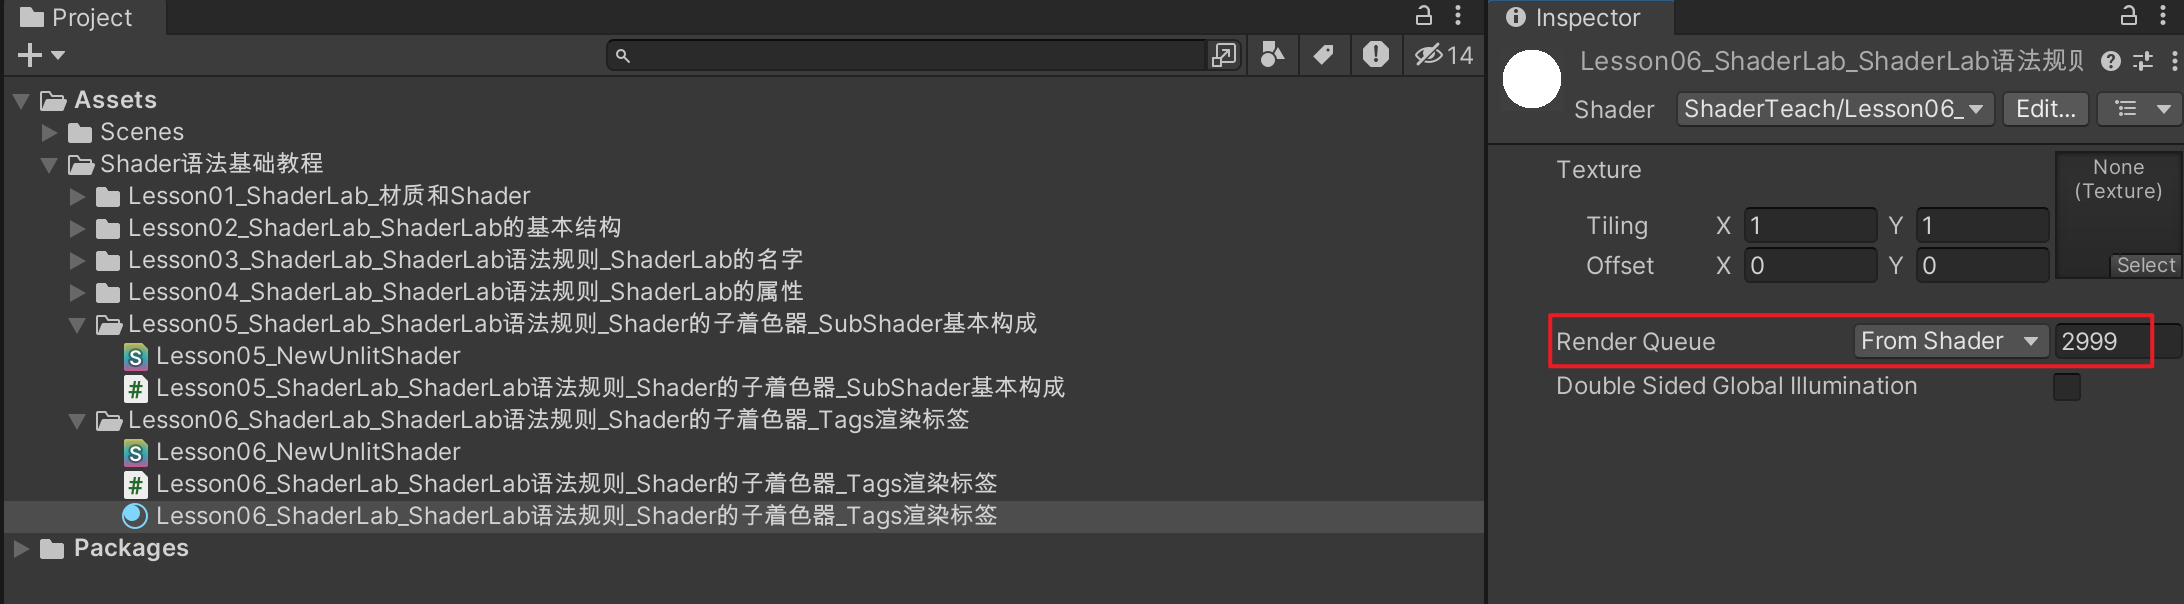 Project
14
Assets
Scenes
Shader语法基础教程
Lesson01_ShaderLab_材质和Shader
Lesson02_ShaderLab_ShaderLab的基本结构
Lesson03_ShaderLab_ShaderLab语法规则_ShaderLab的名字
Lesson04_ShaderLab_ShaderLab语法规则_ShaderLab的属性
Lesson05_ShaderLab_ShaderLab语法规则_Shader的子着色器_SubShader基本构成
Lesson05_NewUnlitShader
Lesson05_ShaderLab_ShaderLab语法规则_Shader的子着色器_SubShader基本构成
Lesson06_ShaderLab_ShaderLab语法规则_Shader的子着色器_Tags渲染标签
Lesson06_NewUnlitShader
Lesson06_ShaderLab_ShaderLab语法规则_Shader的子着色器_Tags渲染标签
Lesson06_ShaderLab_ShaderLab语法规则_Shader的子着色器_Tags渲染标签
Packages
Inspector
Lesson06_ShaderLab_ShaderLab语法规则
Shader ShaderTeach/Lesson06_ Edit...
Texture
None
(Texture)
Tiling X 1 Y 1
Offset X 0 Y 0
Select
Render Queue From Shader 2999
Double Sided Global Illumination